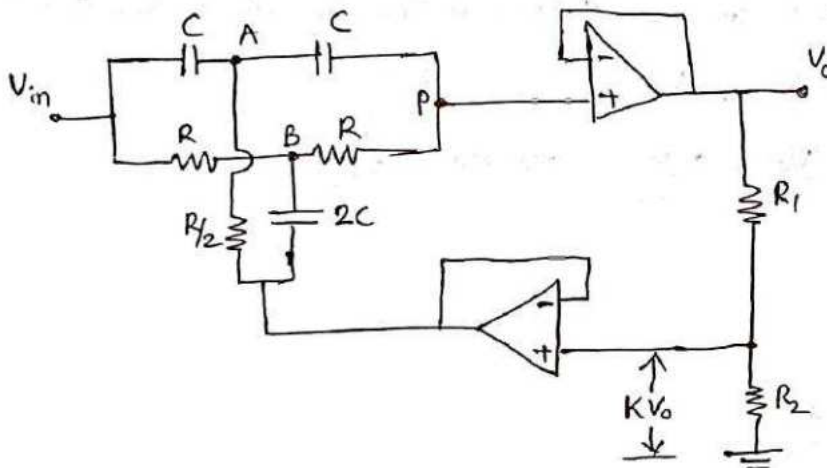 C A C
Vin
P
Vo
- +
R B R
R/2
2C
R1
- +
KVo
R2